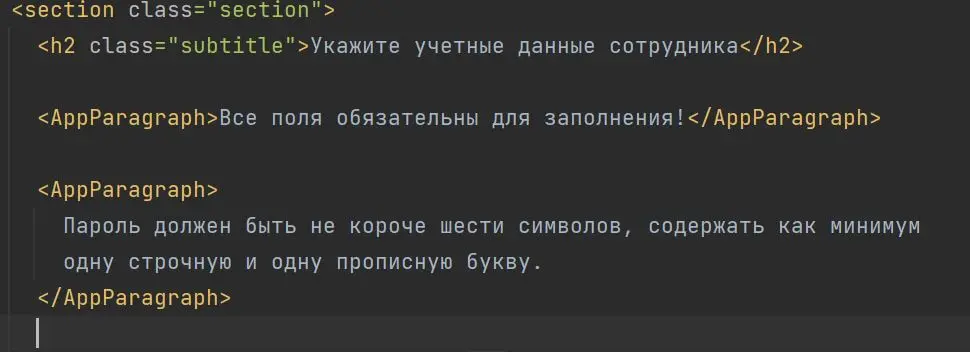 <section class="section">
<h2 class="subtitle">Укажите учетные данные сотрудника</h2>
<AppParagraph>Все поля обязательны для заполнения!</AppParagraph>
<AppParagraph>
Пароль должен быть не короче шести символов, содержать как минимум
одну строчную и одну прописную букву.
</AppParagraph>